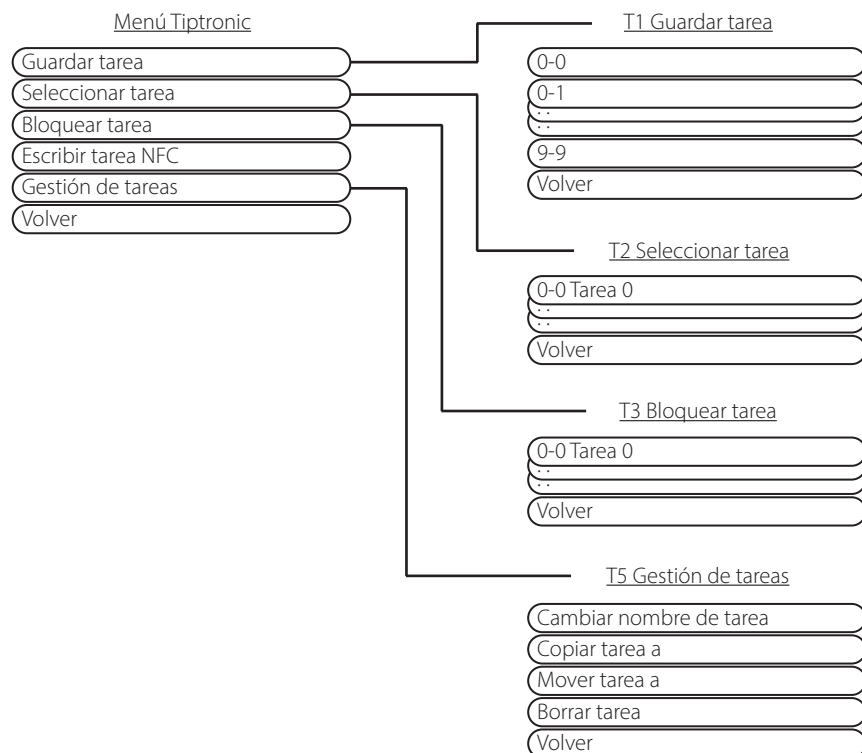 Menú Tiptronic
Guardar tarea
Seleccionar tarea
Bloquear tarea
Escribir tarea NFC
Gestión de tareas
Volver
T1 Guardar tarea
0-0
0-1
: :
: :
9-9
Volver
T2 Seleccionar tarea
0-0 Tarea 0
: :
: :
Volver
T3 Bloquear tarea
0-0 Tarea 0
: :
: :
Volver
T5 Gestión de tareas
Cambiar nombre de tarea
Copiar tarea a
Mover tarea a
Borrar tarea
Volver